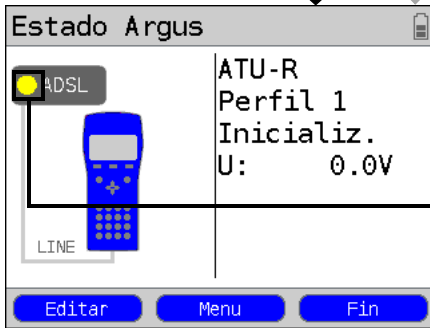 Estado Argus
ADSL
ATU-R
Perfil 1
Inicializ.
U: 0.0V
LINE
Editar Menu Fin